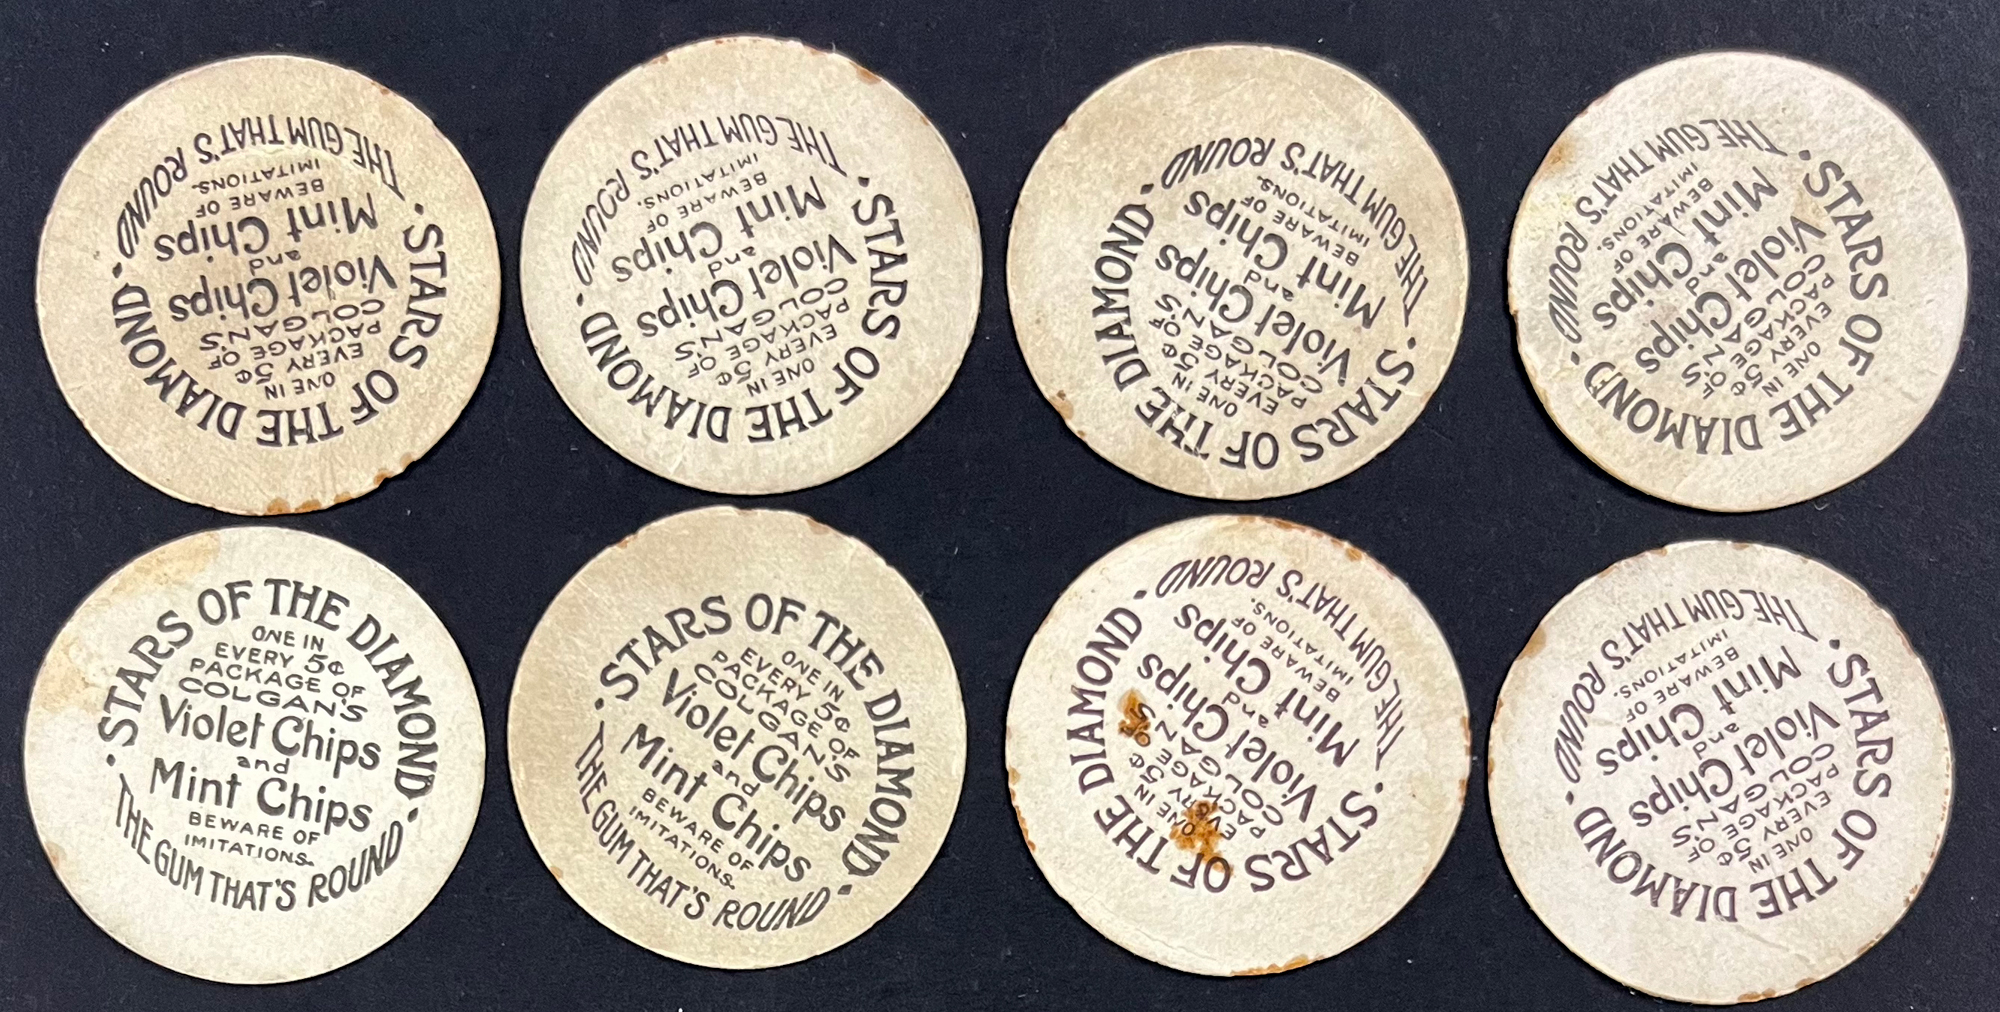 STARS OF THE DIAMOND
ONE IN
EVERY 5¢
PACKAGE OF
COLGAN'S
Violet Chips
and
Mint Chips
BEWARE OF
IMITATIONS.
THE GUM THAT'S ROUND
STARS OF THE DIAMOND
ONE IN
EVERY 5¢
PACKAGE OF
COLGAN'S
Violet Chips
and
Mint Chips
BEWARE OF
IMITATIONS.
THE GUM THAT'S ROUND
STARS OF THE DIAMOND
ONE IN
EVERY 5¢
PACKAGE OF
COLGAN'S
Violet Chips
and
Mint Chips
BEWARE OF
IMITATIONS.
THE GUM THAT'S ROUND
STARS OF THE DIAMOND
ONE IN
EVERY 5¢
PACKAGE OF
COLGAN'S
Violet Chips
and
Mint Chips
BEWARE OF
IMITATIONS.
THE GUM THAT'S ROUND
STARS OF THE DIAMOND
ONE IN
EVERY 5¢
PACKAGE OF
COLGAN'S
Violet Chips
and
Mint Chips
BEWARE OF
IMITATIONS.
THE GUM THAT'S ROUND
STARS OF THE DIAMOND
ONE IN
EVERY 5¢
PACKAGE OF
COLGAN'S
Violet Chips
and
Mint Chips
BEWARE OF
IMITATIONS.
THE GUM THAT'S ROUND
STARS OF THE DIAMOND
ONE IN
EVERY 5¢
PACKAGE OF
COLGAN'S
Violet Chips
and
Mint Chips
BEWARE OF
IMITATIONS.
THE GUM THAT'S ROUND
STARS OF THE DIAMOND
ONE IN
EVERY 5¢
PACKAGE OF
COLGAN'S
Violet Chips
and
Mint Chips
BEWARE OF
IMITATIONS.
THE GUM THAT'S ROUND